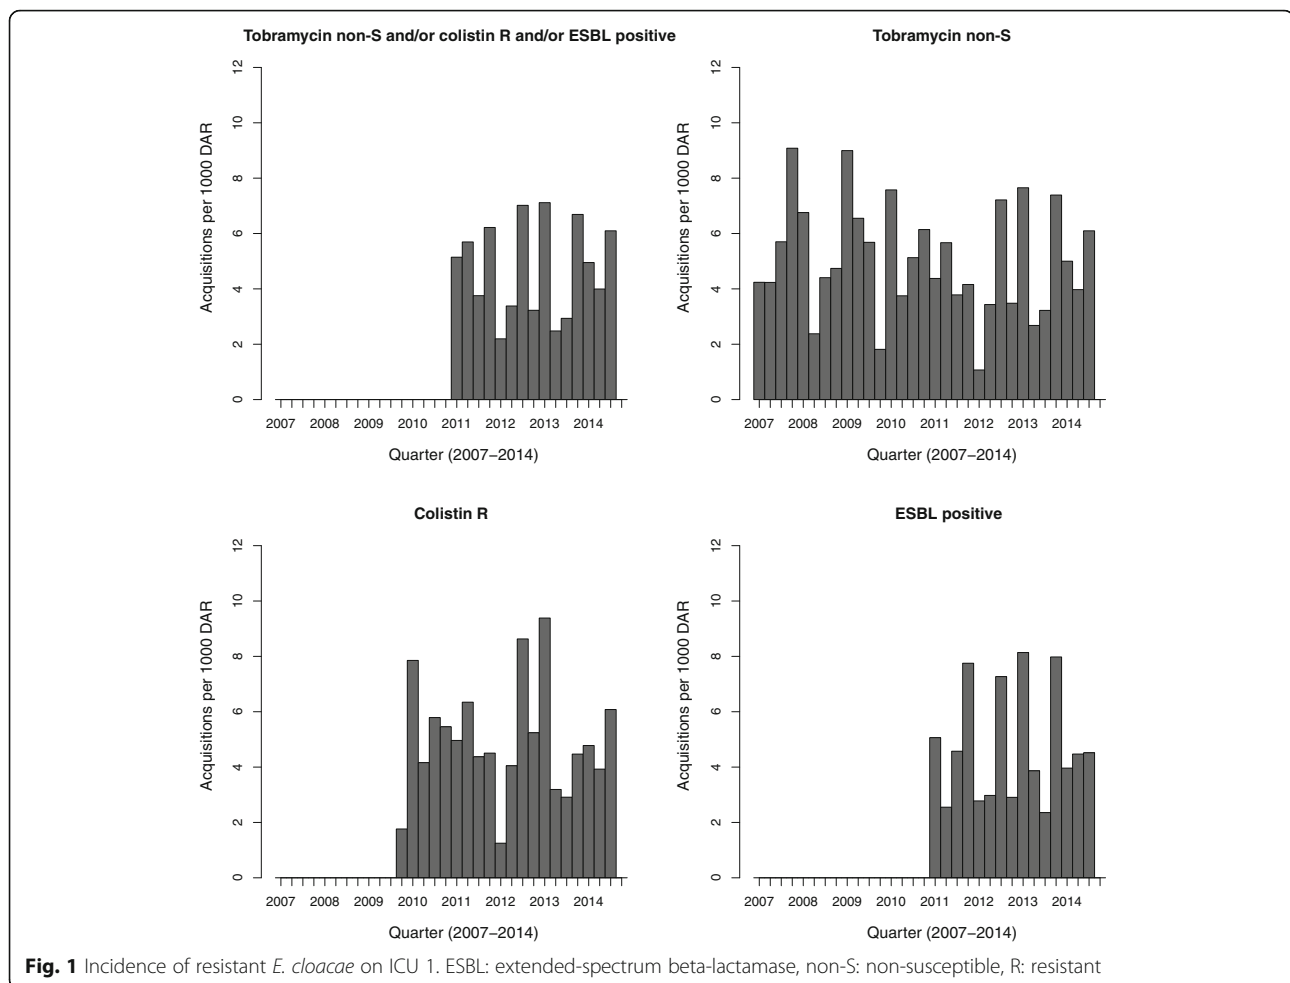 Tobramycin non-S and/or colistin R and/or ESBL positive
Acquisitions per 1000 DAR
12
10
8
6
4
2
0
2007 2008 2009 2010 2011 2012 2013 2014
Quarter (2007–2014)
Tobramycin non-S
Acquisitions per 1000 DAR
12
10
8
6
4
2
0
2007 2008 2009 2010 2011 2012 2013 2014
Quarter (2007–2014)
Colistin R
Acquisitions per 1000 DAR
12
10
8
6
4
2
0
2007 2008 2009 2010 2011 2012 2013 2014
Quarter (2007–2014)
ESBL positive
Acquisitions per 1000 DAR
12
10
8
6
4
2
0
2007 2008 2009 2010 2011 2012 2013 2014
Quarter (2007–2014)
Fig. 1 Incidence of resistant E. cloacae on ICU 1. ESBL: extended-spectrum beta-lactamase, non-S: non-susceptible, R: resistant